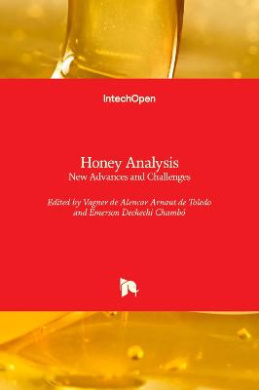 IntechOpen
Honey Analysis
New Advances and Challenges
Edited by Vagner de Alencar Arnaut de Toledo
and Emerson Dechechi Chambó